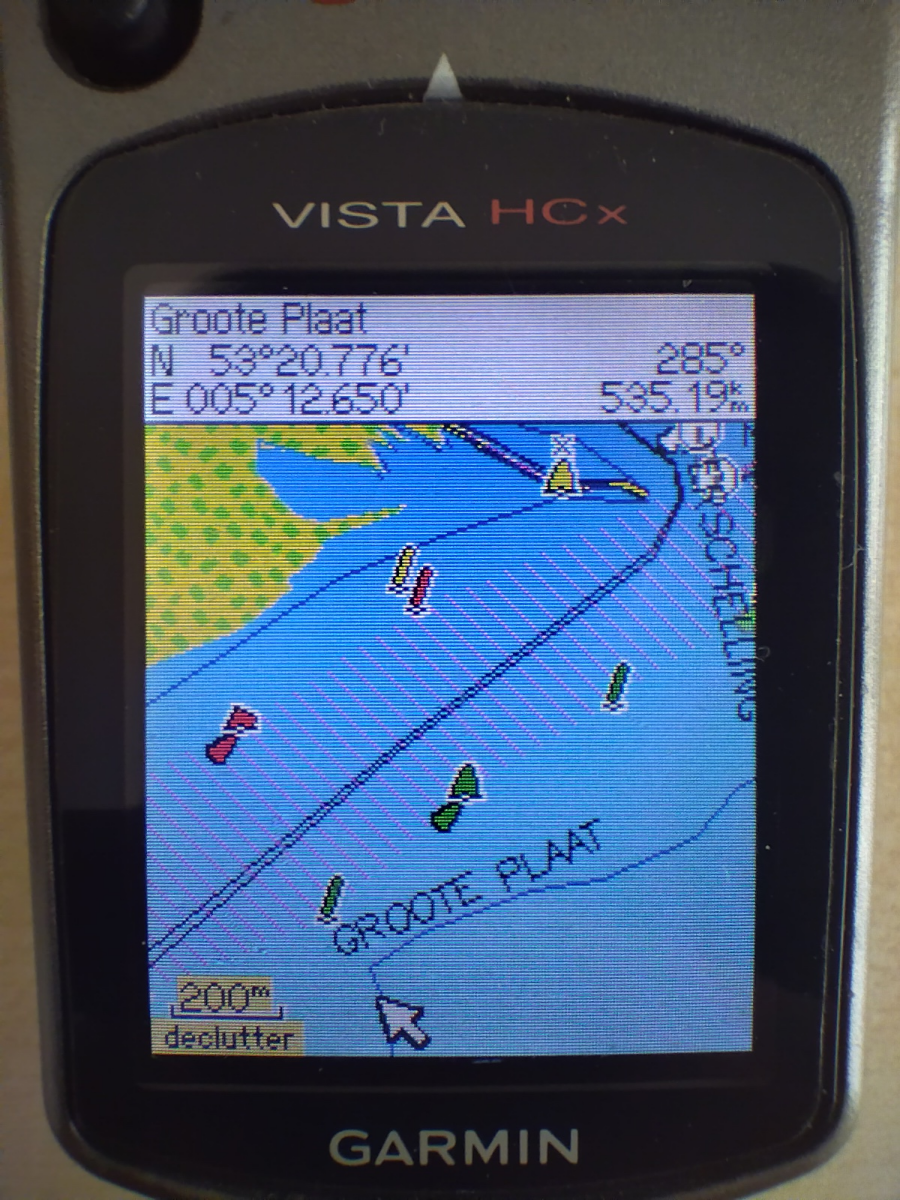 VISTA HCx
Groote Plaat
N 53°20.776' 285°
E 005°12.650' 535.19km
GROOTE PLAAT
200m
declutter
GARMIN